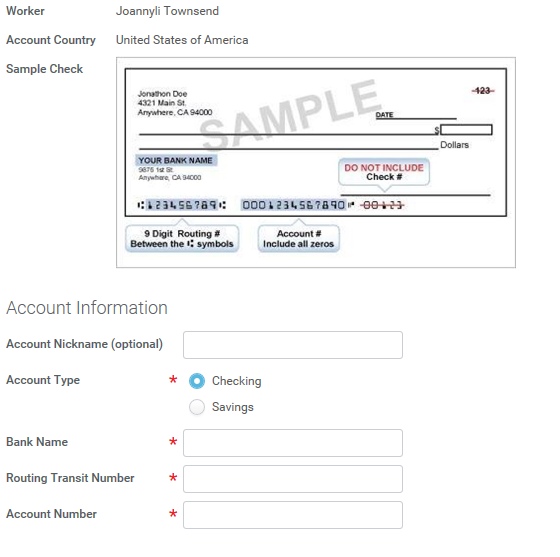 Worker Joannyli Townsend
Account Country United States of America
Sample Check
Jonathon Doe
4321 Main St.
Anywhere, CA 94000
123
SAMPLE
DATE
$
Dollars
YOUR BANK NAME
5678 1st St.
Anywhere, CA 94000
DO NOT INCLUDE
Check #
⑆123456789⑆ 0001234567890⑈ 00123
9 Digit Routing #
Between the ⑆ symbols
Account #
Include all zeros
Account Information
Account Nickname (optional)
Account Type * Checking
Savings
Bank Name *
Routing Transit Number *
Account Number *